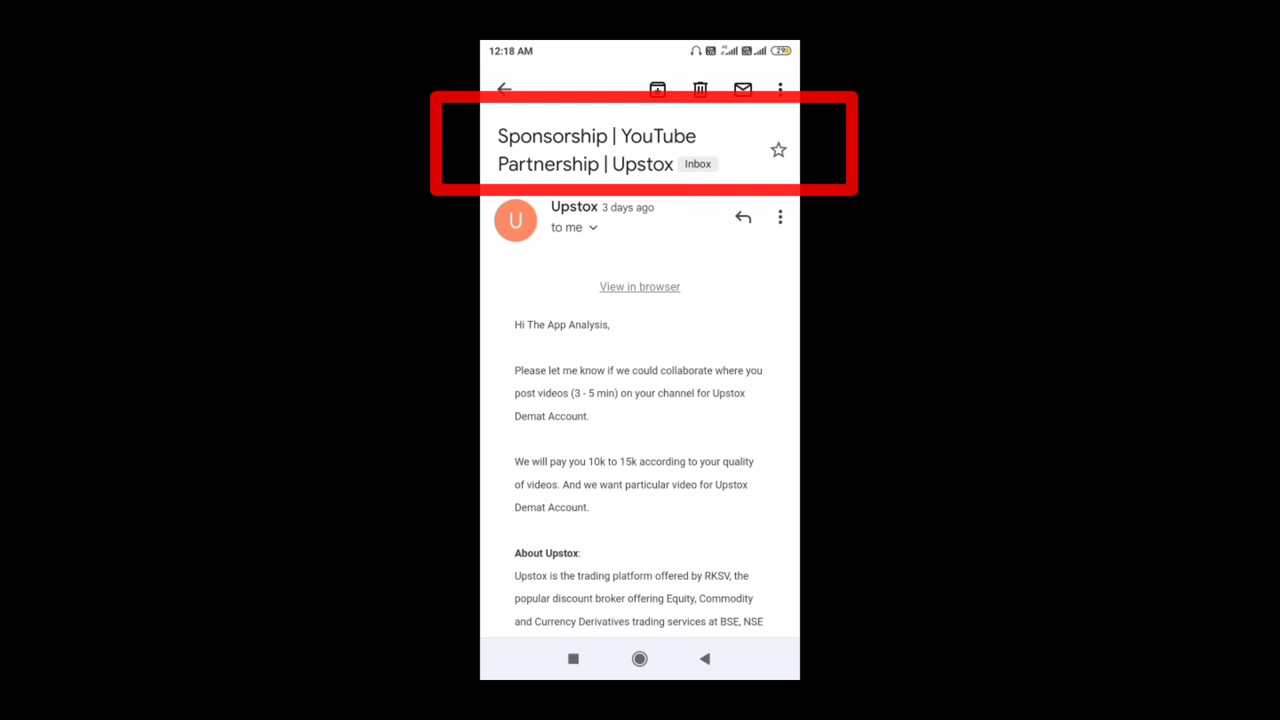 12:18 AM
29
Sponsorship | YouTube
Partnership | Upstox Inbox
U
Upstox 3 days ago
to me
View in browser
Hi The App Analysis,
Please let me know if we could collaborate where you
post videos (3 - 5 min) on your channel for Upstox
Demat Account.
We will pay you 10k to 15k according to your quality
of videos. And we want particular video for Upstox
Demat Account.
About Upstox:
Upstox is the trading platform offered by RKSV, the
popular discount broker offering Equity, Commodity
and Currency Derivatives trading services at BSE, NSE